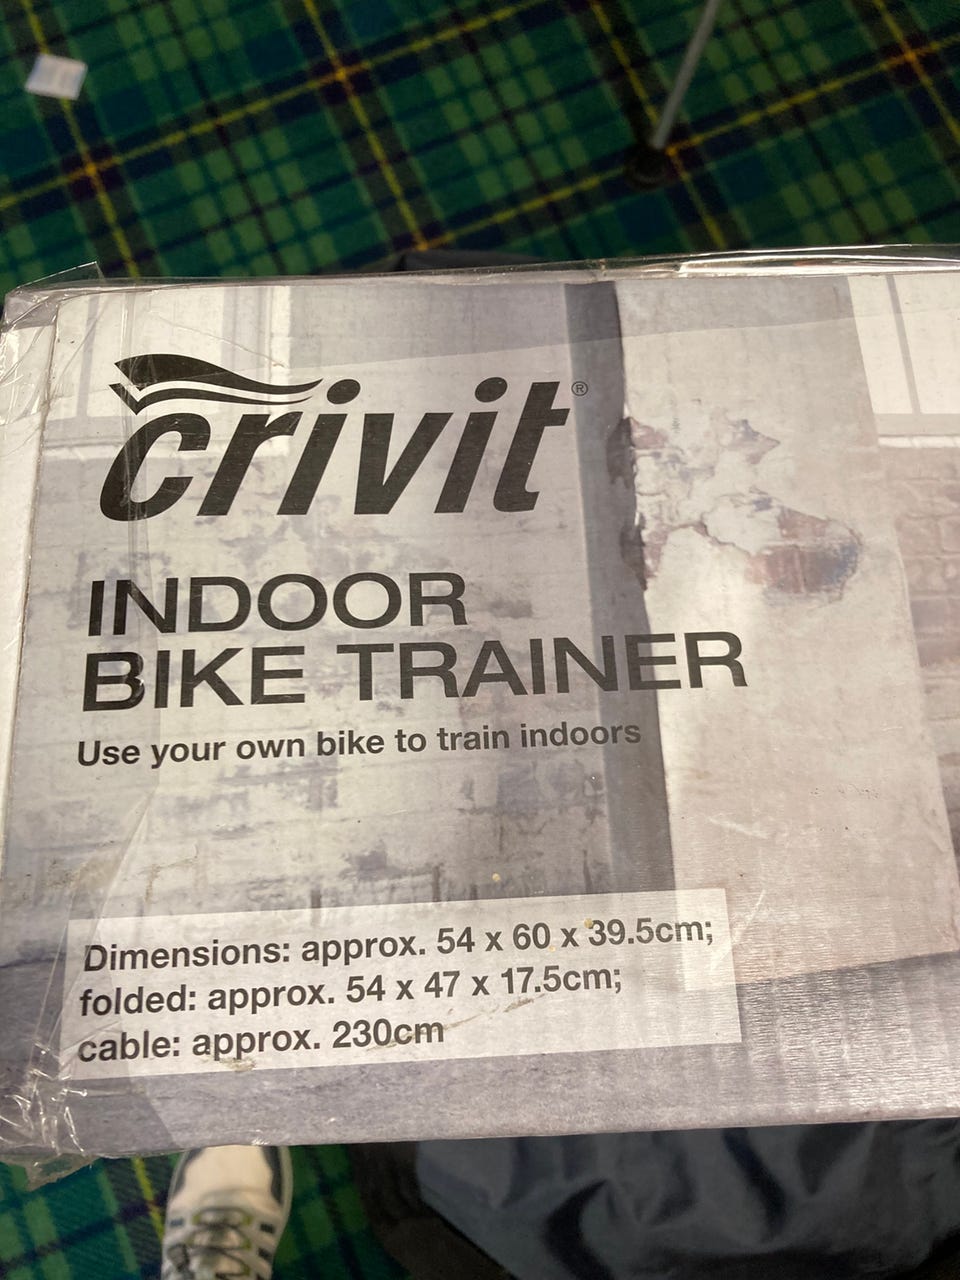 crivit®
INDOOR
BIKE TRAINER
Use your own bike to train indoors
Dimensions: approx. 54 x 60 x 39.5cm;
folded: approx. 54 x 47 x 17.5cm;
cable: approx. 230cm